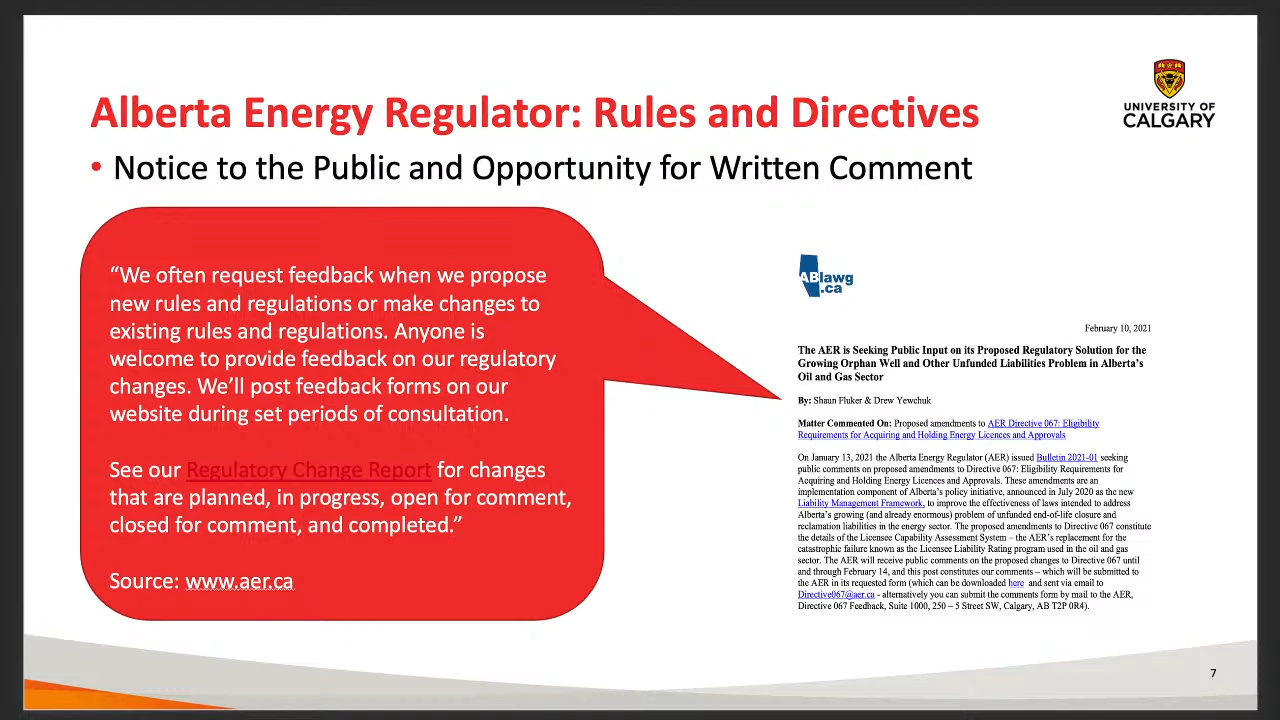 Alberta Energy Regulator: Rules and Directives
UNIVERSITY OF
CALGARY
• Notice to the Public and Opportunity for Written Comment
“We often request feedback when we propose
new rules and regulations or make changes to
existing rules and regulations. Anyone is
welcome to provide feedback on our regulatory
changes. We’ll post feedback forms on our
website during set periods of consultation.
See our Regulatory Change Report for changes
that are planned, in progress, open for comment,
closed for comment, and completed.”
Source: www.aer.ca
ABlawg
.ca
February 10, 2021
The AER is Seeking Public Input on its Proposed Regulatory Solution for the
Growing Orphan Well and Other Unfunded Liabilities Problem in Alberta’s
Oil and Gas Sector
By: Shaun Fluker & Drew Yewchuk
Matter Commented On: Proposed amendments to AER Directive 067: Eligibility
Requirements for Acquiring and Holding Energy Licences and Approvals
On January 13, 2021 the Alberta Energy Regulator (AER) issued Bulletin 2021-01 seeking
public comments on proposed amendments to Directive 067: Eligibility Requirements for
Acquiring and Holding Energy Licences and Approvals. These amendments are an
implementation component of Alberta’s policy initiative, announced in July 2020 as the new
Liability Management Framework, to improve the effectiveness of laws intended to address
Alberta’s growing (and already enormous) problem of unfunded end-of-life closure and
reclamation liabilities in the energy sector. The proposed amendments to Directive 067 constitute
the details of the Licensee Capability Assessment System – the AER’s replacement for the
catastrophic failure known as the Licensee Liability Rating program used in the oil and gas
sector. The AER will receive public comments on the proposed changes to Directive 067 until
and through February 14, and this post constitutes our comments – which will be submitted to
the AER in its requested form (which can be downloaded here and sent via email to
Directive067@aer.ca - alternatively you can submit the comments form by mail to the AER,
Directive 067 Feedback, Suite 1000, 250 – 5 Street SW, Calgary, AB T2P 0R4).
7